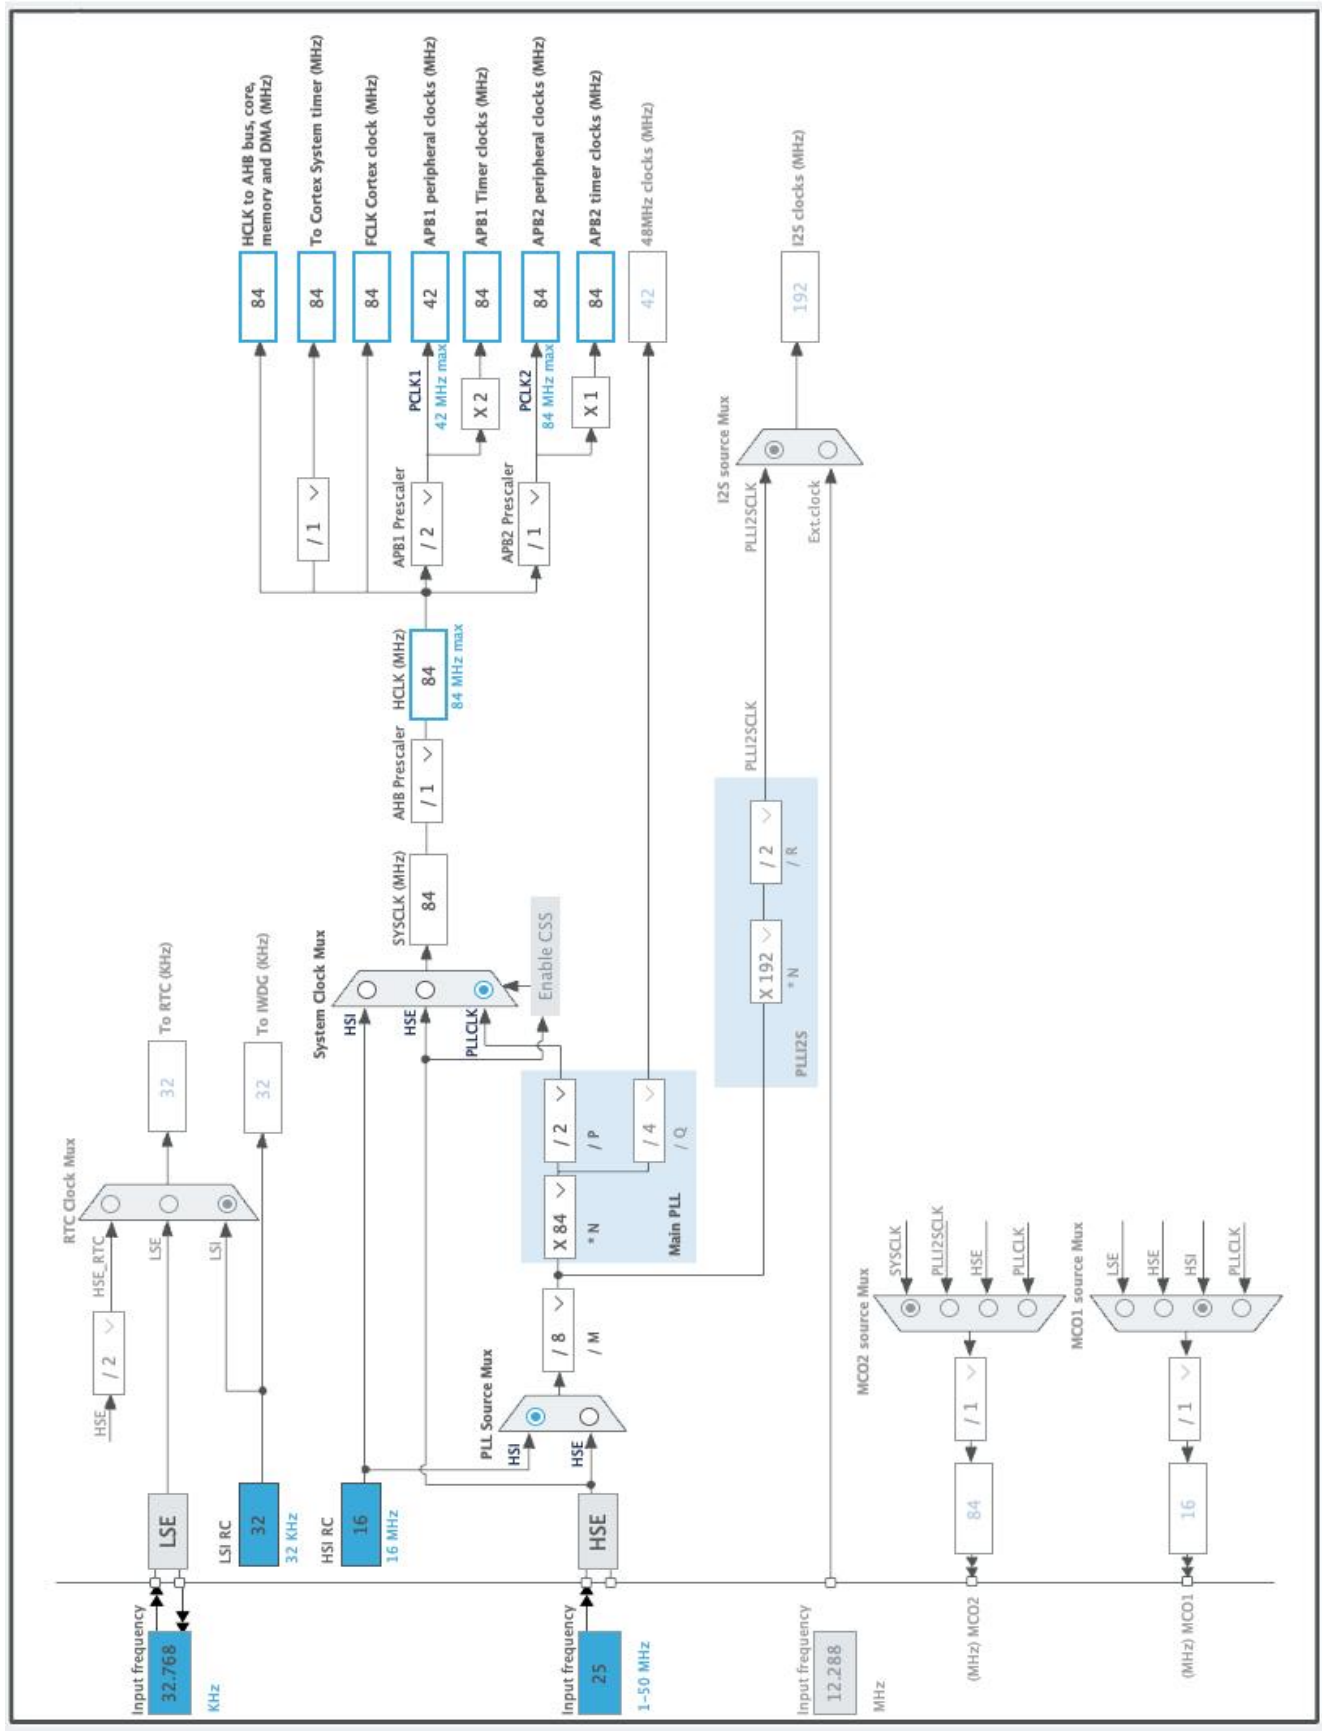 Input frequency
32.768
KHz
LSE
LSI RC
32
32 KHz
HSI RC
16
16 MHz
Input frequency
25
1-50 MHz
HSE
Input frequency
12.288
MHz
HSE
/ 2
HSE_RTC
LSE
LSI
RTC Clock Mux
32
To RTC (KHz)
32
To IWDG (KHz)
PLL Source Mux
HSI
HSE
/ 8
/ M
X 84
* N
/ 2
/ P
/ 4
/ Q
Main PLL
System Clock Mux
HSI
HSE
PLLCLK
Enable CSS
SYSCLK (MHz)
84
AHB Prescaler
/ 1
HCLK (MHz)
84
84 MHz max
/ 1
APB1 Prescaler
/ 2
PCLK1
42 MHz max
X 2
APB2 Prescaler
/ 1
PCLK2
84 MHz max
X 1
84
HCLK to AHB bus, core,
memory and DMA (MHz)
84
To Cortex System timer (MHz)
84
FCLK Cortex clock (MHz)
42
APB1 peripheral clocks (MHz)
84
APB1 Timer clocks (MHz)
84
APB2 peripheral clocks (MHz)
84
APB2 timer clocks (MHz)
42
48MHz clocks (MHz)
PLLI2S
X 192
* N
/ 2
/ R
PLLI2SCLK
PLLI2SCLK
Ext.clock
I2S source Mux
192
I2S clocks (MHz)
(MHz) MCO2
84
/ 1
MCO2 source Mux
SYSCLK
PLLI2SCLK
HSE
PLLCLK
(MHz) MCO1
16
/ 1
MCO1 source Mux
LSE
HSE
HSI
PLLCLK